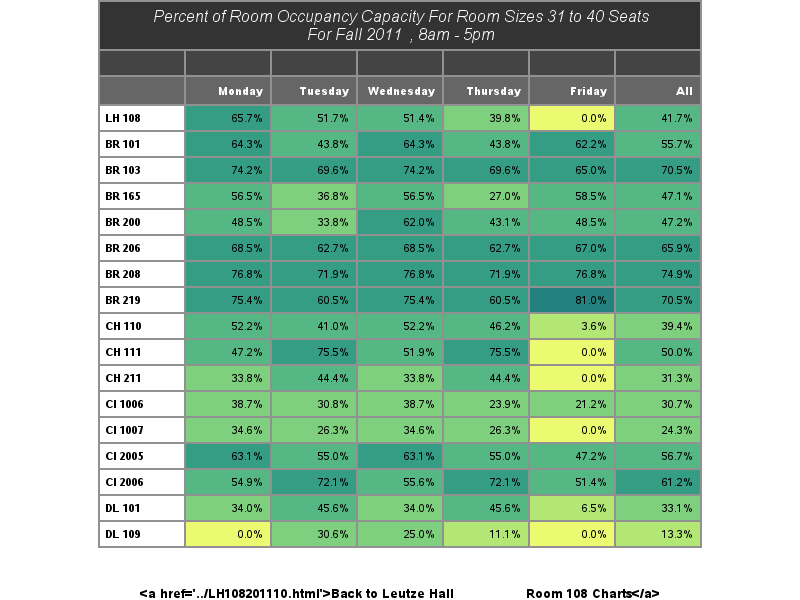 Percent of Room Occupancy Capacity For Room Sizes 31 to 40 Seats
For Fall 2011 , 8am - 5pm
Monday Tuesday Wednesday Thursday Friday All
LH 108 65.7% 51.7% 51.4% 39.8% 0.0% 41.7%
BR 101 64.3% 43.8% 64.3% 43.8% 62.2% 55.7%
BR 103 74.2% 69.6% 74.2% 69.6% 65.0% 70.5%
BR 165 56.5% 36.8% 56.5% 27.0% 58.5% 47.1%
BR 200 48.5% 33.8% 62.0% 43.1% 48.5% 47.2%
BR 206 68.5% 62.7% 68.5% 62.7% 67.0% 65.9%
BR 208 76.8% 71.9% 76.8% 71.9% 76.8% 74.9%
BR 219 75.4% 60.5% 75.4% 60.5% 81.0% 70.5%
CH 110 52.2% 41.0% 52.2% 46.2% 3.6% 39.4%
CH 111 47.2% 75.5% 51.9% 75.5% 0.0% 50.0%
CH 211 33.8% 44.4% 33.8% 44.4% 0.0% 31.3%
CI 1006 38.7% 30.8% 38.7% 23.9% 21.2% 30.7%
CI 1007 34.6% 26.3% 34.6% 26.3% 0.0% 24.3%
CI 2005 63.1% 55.0% 63.1% 55.0% 47.2% 56.7%
CI 2006 54.9% 72.1% 55.6% 72.1% 51.4% 61.2%
DL 101 34.0% 45.6% 34.0% 45.6% 6.5% 33.1%
DL 109 0.0% 30.6% 25.0% 11.1% 0.0% 13.3%
<a href='../LH108201110.html'>Back to Leutze Hall Room 108 Charts</a>